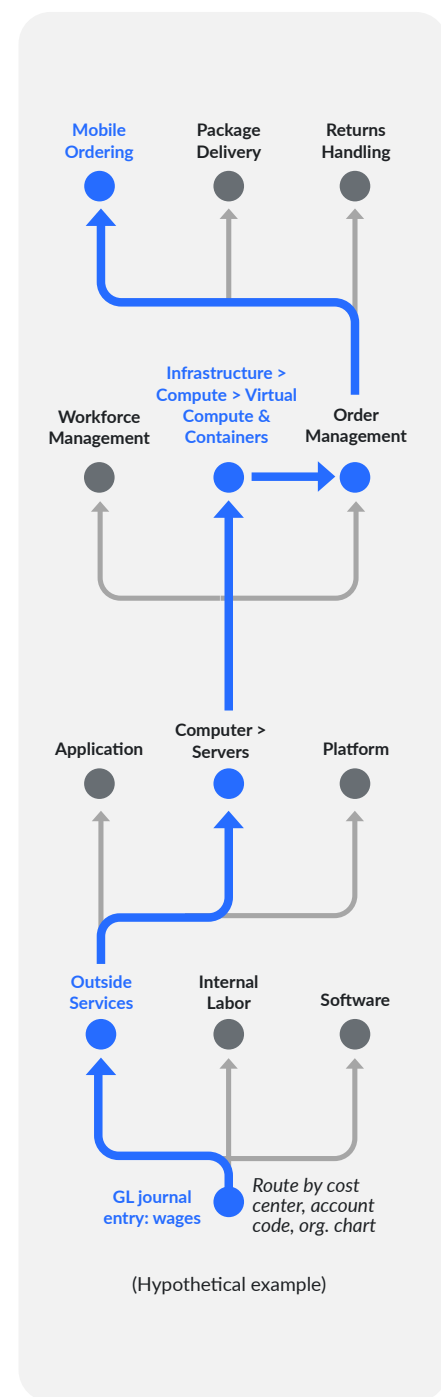 Mobile
Ordering
Package
Delivery
Returns
Handling
Infrastructure >
Compute > Virtual
Compute &
Containers
Workforce
Management
Order
Management
Application
Computer >
Servers
Platform
Outside
Services
Internal
Labor
Software
GL journal
entry: wages
Route by cost
center, account
code, org. chart
(Hypothetical example)